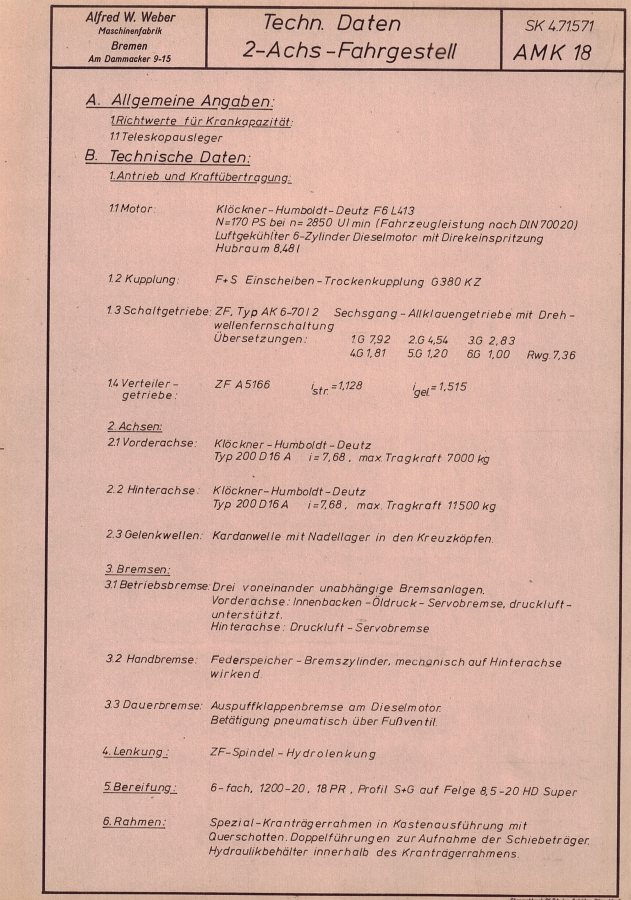 Alfred W. Weber
Maschinenfabrik
Bremen
Am Dammacker 9-15
Techn. Daten
2-Achs-Fahrgestell
SK 4.71.571
AMK 18
A. Allgemeine Angaben:
1.Richtwerte für Krankapazität:
1.1 Teleskopausleger
B. Technische Daten:
1. Antrieb und Kraftübertragung:
1.1 Motor: Klöckner-Humboldt-Deutz F6 L413
N=170 PS bei n= 2850 U/min (Fahrzeugleistung nach DIN 70020)
Luftgekühlter 6-Zylinder Dieselmotor mit Direkeinspritzung
Hubraum 8,48 l
1.2 Kupplung: F+S Einscheiben-Trockenkupplung G380 KZ
1.3 Schaltgetriebe: ZF, Typ AK 6-70/2 Sechsgang-Allklauengetriebe mit Dreh-
wellenfernschaltung
Übersetzungen: 1.G 7,92 2.G 4,54 3.G 2,83
4.G 1,81 5.G 1,20 6.G 1,00 Rwg. 7,36
1.4 Verteiler- ZF A5166 i str. =1,128 i gel. =1,515
getriebe:
2. Achsen:
2.1 Vorderachse: Klöckner-Humboldt-Deutz
Typ 200 D16 A i=7,68, max. Tragkraft 7000 kg
2.2 Hinterachse: Klöckner-Humboldt-Deutz
Typ 200 D16 A i=7,68, max. Tragkraft 11500 kg
2.3 Gelenkwellen: Kardanwelle mit Nadellager in den Kreuzköpfen.
3. Bremsen:
3.1 Betriebsbremse: Drei voneinander unabhängige Bremsanlagen.
Vorderachse: Innenbacken-Öldruck-Servobremse, druckluft-
unterstützt.
Hinterachse: Druckluft-Servobremse
3.2 Handbremse: Federspeicher-Bremszylinder, mechanisch auf Hinterachse
wirkend.
3.3 Dauerbremse: Auspuffklappenbremse am Dieselmotor.
Betätigung pneumatisch über Fußventil.
4. Lenkung: ZF-Spindel-Hydrolenkung
5. Bereifung: 6-fach, 1200-20, 18 PR, Profil S+G auf Felge 8,5-20 HD Super
6. Rahmen: Spezial-Kranträgerrahmen in Kastenausführung mit
Querschotten. Doppelführungen zur Aufnahme der Schiebeträger.
Hydraulikbehälter innerhalb des Kranträgerrahmens.